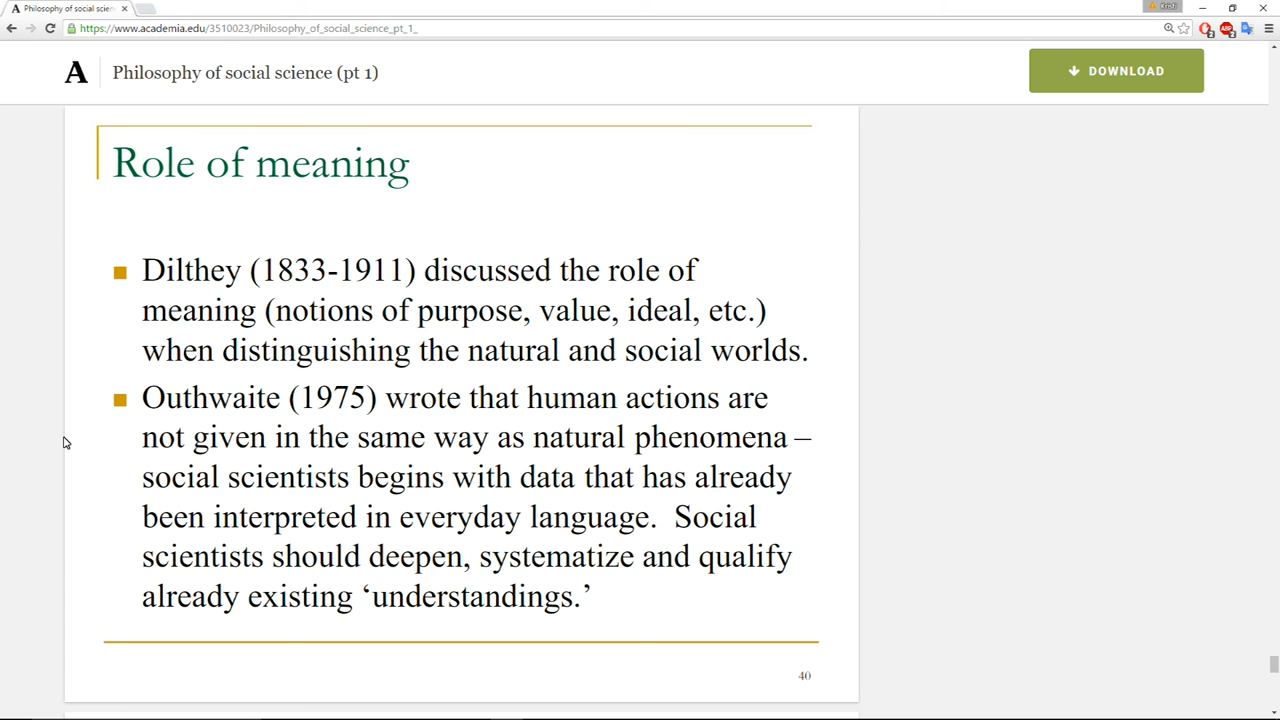 Philosophy of social scien
Kristi
https://www.academia.edu/3510023/Philosophy_of_social_science_pt_1_
A Philosophy of social science (pt 1)
DOWNLOAD
Role of meaning
Dilthey (1833-1911) discussed the role of
meaning (notions of purpose, value, ideal, etc.)
when distinguishing the natural and social worlds.
Outhwaite (1975) wrote that human actions are
not given in the same way as natural phenomena –
social scientists begins with data that has already
been interpreted in everyday language. Social
scientists should deepen, systematize and qualify
already existing ‘understandings.’
40